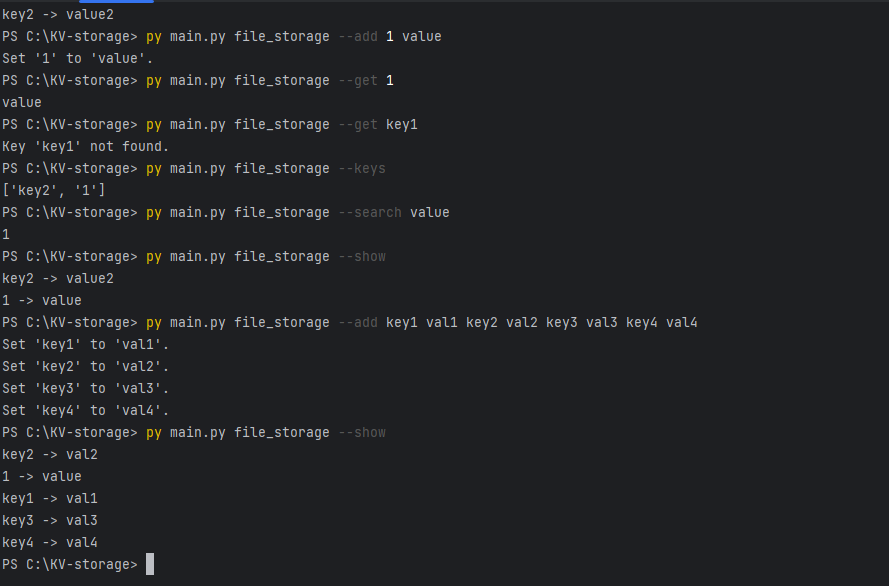 key2 -> value2
PS C:\KV-storage> py main.py file_storage --add 1 value
Set '1' to 'value'.
PS C:\KV-storage> py main.py file_storage --get 1
value
PS C:\KV-storage> py main.py file_storage --get key1
Key 'key1' not found.
PS C:\KV-storage> py main.py file_storage --keys
['key2', '1']
PS C:\KV-storage> py main.py file_storage --search value
1
PS C:\KV-storage> py main.py file_storage --show
key2 -> value2
1 -> value
PS C:\KV-storage> py main.py file_storage --add key1 val1 key2 val2 key3 val3 key4 val4
Set 'key1' to 'val1'.
Set 'key2' to 'val2'.
Set 'key3' to 'val3'.
Set 'key4' to 'val4'.
PS C:\KV-storage> py main.py file_storage --show
key2 -> val2
1 -> value
key1 -> val1
key3 -> val3
key4 -> val4
PS C:\KV-storage>